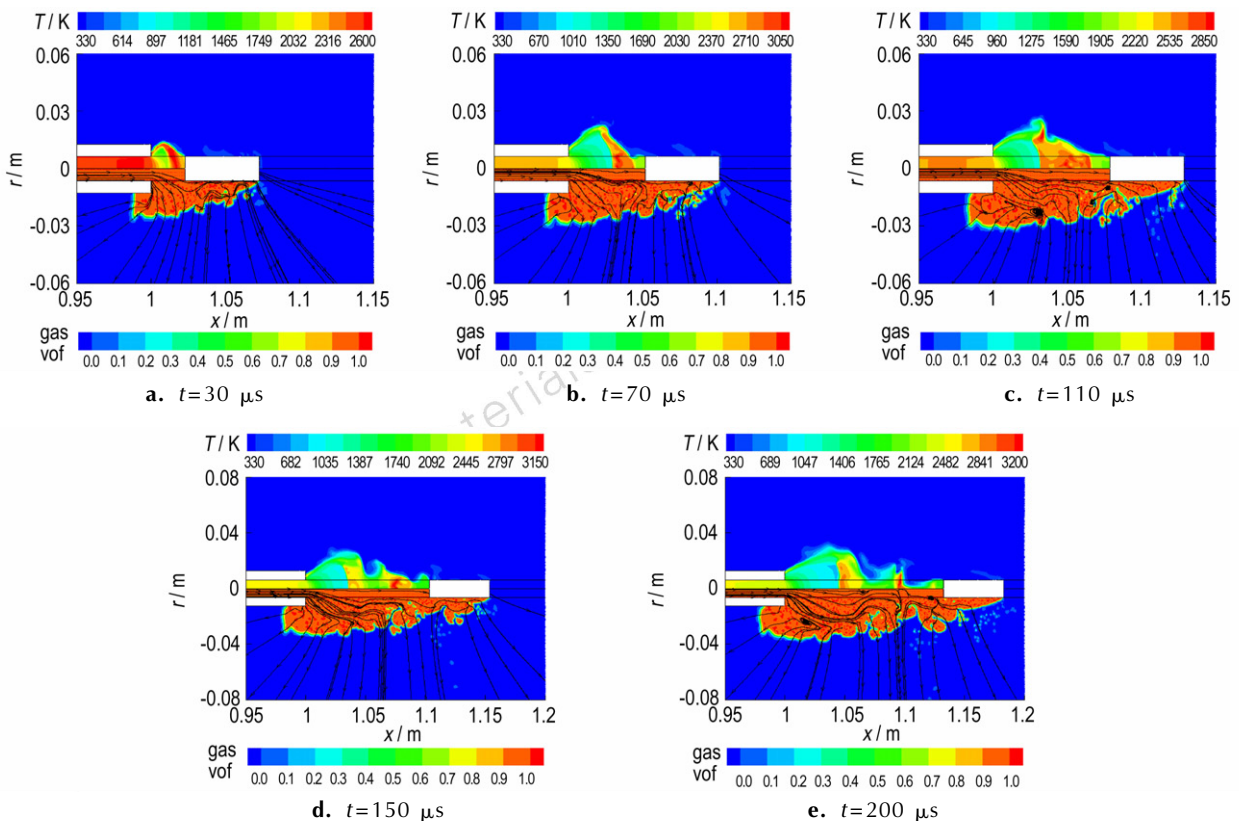 T / K
330 614 897 1181 1465 1749 2032 2316 2600
0.06
0.03
r / m
0
-0.03
-0.06
0.95 1 1.05 1.1 1.15
x / m
gas
vof
0.0 0.1 0.2 0.3 0.4 0.5 0.6 0.7 0.8 0.9 1.0
a. t=30 μs
T / K
330 670 1010 1350 1690 2030 2370 2710 3050
0.06
0.03
r / m
0
-0.03
-0.06
0.95 1 1.05 1.1 1.15
x / m
gas
vof
0.0 0.1 0.2 0.3 0.4 0.5 0.6 0.7 0.8 0.9 1.0
b. t=70 μs
T / K
330 645 960 1275 1590 1905 2220 2535 2850
0.06
0.03
r / m
0
-0.03
-0.06
0.95 1 1.05 1.1 1.15
x / m
gas
vof
0.0 0.1 0.2 0.3 0.4 0.5 0.6 0.7 0.8 0.9 1.0
c. t=110 μs
terials
T / K
330 682 1035 1387 1740 2092 2445 2797 3150
0.08
0.04
r / m
0
-0.04
-0.08
0.95 1 1.05 1.1 1.15 1.2
x / m
gas
vof
0.0 0.1 0.2 0.3 0.4 0.5 0.6 0.7 0.8 0.9 1.0
d. t=150 μs
T / K
330 689 1047 1406 1765 2124 2482 2841 3200
0.08
0.04
r / m
0
-0.04
-0.08
0.95 1 1.05 1.1 1.15 1.2
x / m
gas
vof
0.0 0.1 0.2 0.3 0.4 0.5 0.6 0.7 0.8 0.9 1.0
e. t=200 μs